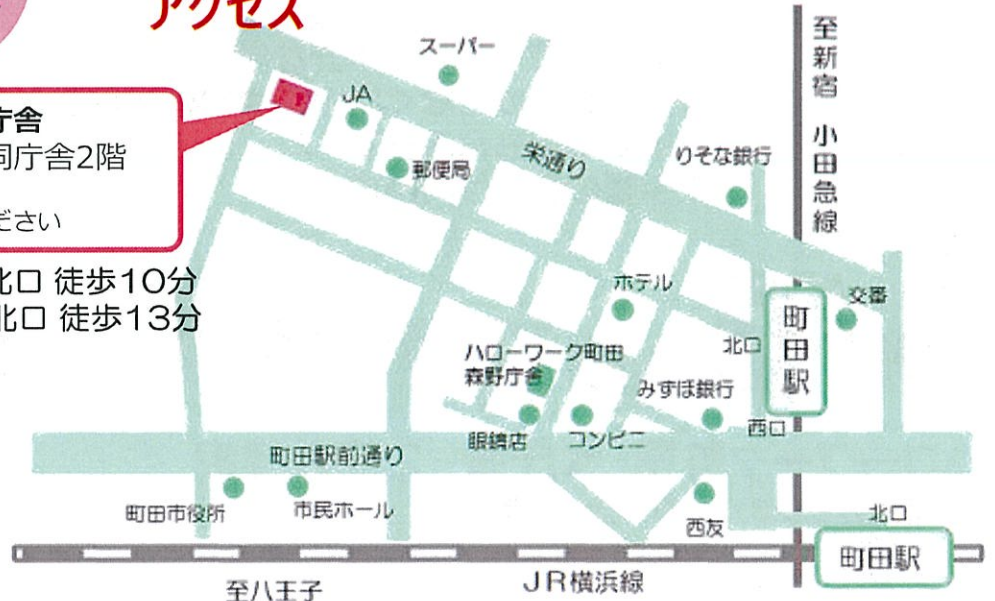 アクセス
スーパー
至新宿 小田急線
JA
庁舎
同庁舎2階
郵便局
栄通り
りそな銀行
ださい
北口 徒歩10分
北口 徒歩13分
ホテル
交番
町田駅
北口
ハローワーク町田
森野庁舎
みずほ銀行
西口
眼鏡店
コンビニ
町田駅前通り
町田市役所
市民ホール
西友
北口
町田駅
至八王子
JR横浜線